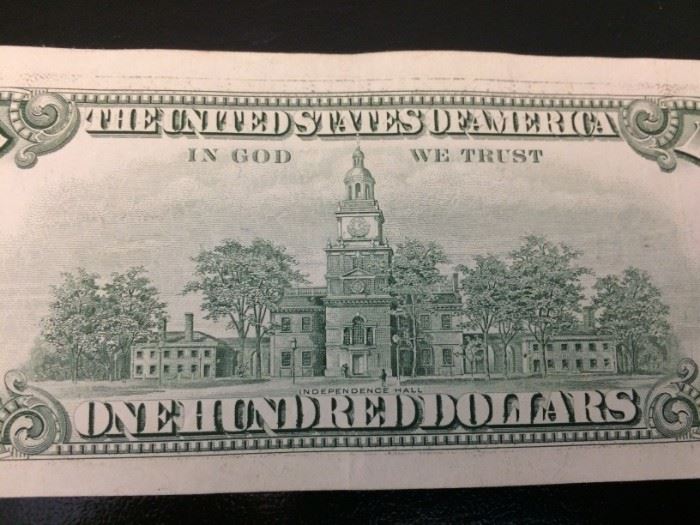 THE UNITED STATES OF AMERICA
IN GOD WE TRUST
INDEPENDENCE HALL
ONE HUNDRED DOLLARS